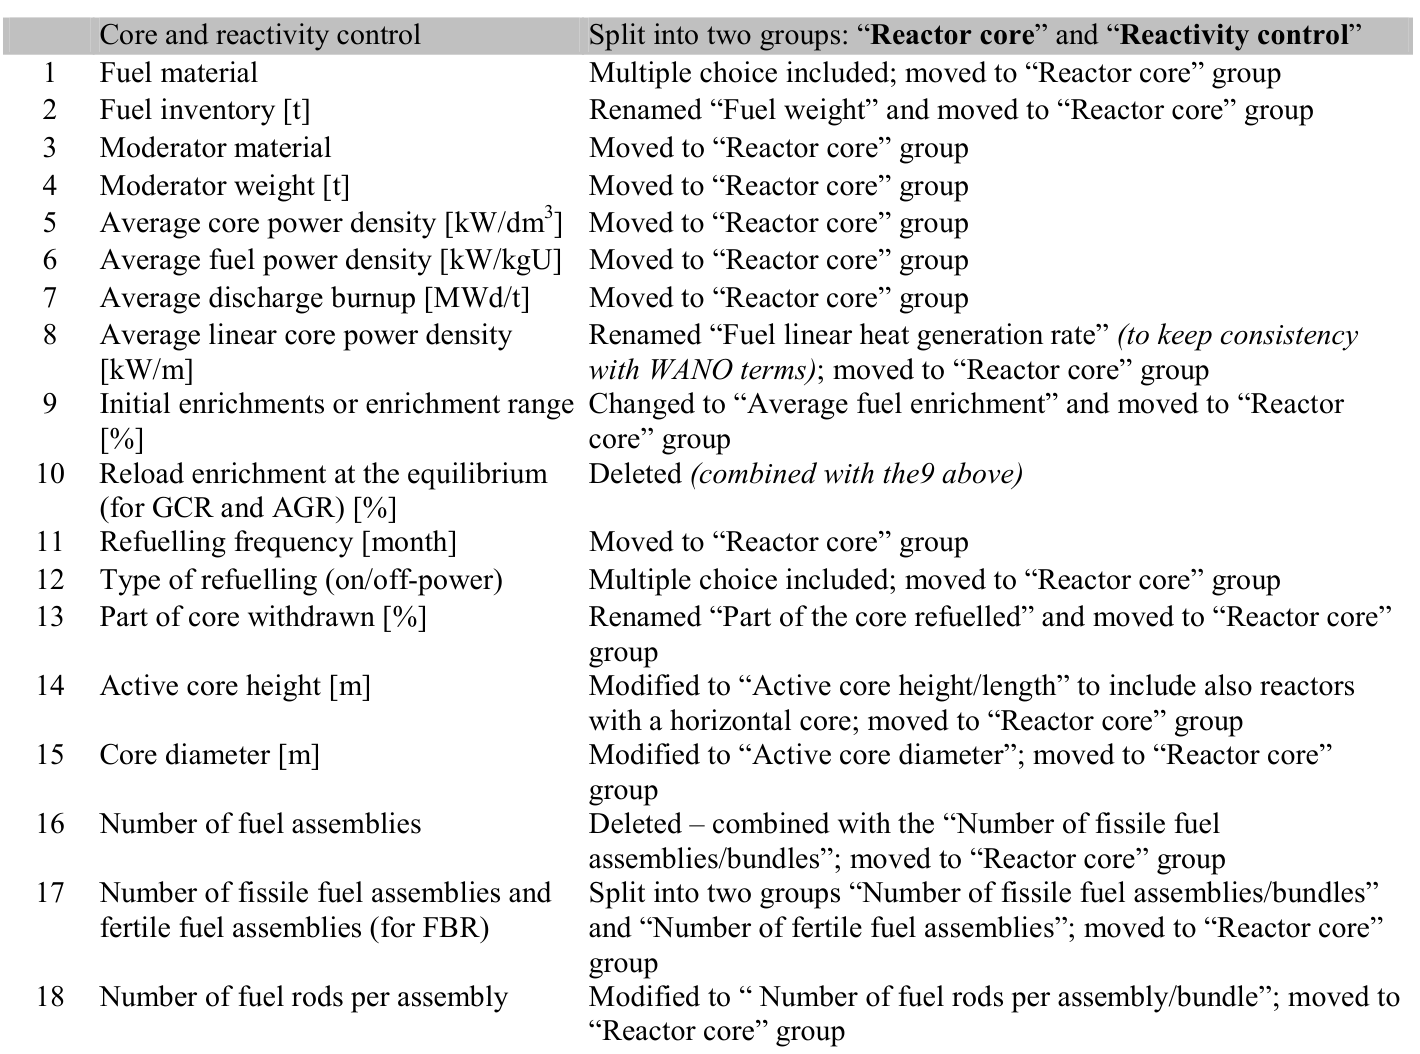 Core and reactivity control Split into two groups: “Reactor core” and “Reactivity control”
1 Fuel material Multiple choice included; moved to “Reactor core” group
2 Fuel inventory [t] Renamed “Fuel weight” and moved to “Reactor core” group
3 Moderator material Moved to “Reactor core” group
4 Moderator weight [t] Moved to “Reactor core” group
5 Average core power density [kW/dm³] Moved to “Reactor core” group
6 Average fuel power density [kW/kgU] Moved to “Reactor core” group
7 Average discharge burnup [MWd/t] Moved to “Reactor core” group
8 Average linear core power density Renamed “Fuel linear heat generation rate” (to keep consistency
[kW/m] with WANO terms); moved to “Reactor core” group
9 Initial enrichments or enrichment range Changed to “Average fuel enrichment” and moved to “Reactor
[%] core” group
10 Reload enrichment at the equilibrium Deleted (combined with the9 above)
(for GCR and AGR) [%]
11 Refuelling frequency [month] Moved to “Reactor core” group
12 Type of refuelling (on/off-power) Multiple choice included; moved to “Reactor core” group
13 Part of core withdrawn [%] Renamed “Part of the core refuelled” and moved to “Reactor core”
group
14 Active core height [m] Modified to “Active core height/length” to include also reactors
with a horizontal core; moved to “Reactor core” group
15 Core diameter [m] Modified to “Active core diameter”; moved to “Reactor core”
group
16 Number of fuel assemblies Deleted – combined with the “Number of fissile fuel
assemblies/bundles”; moved to “Reactor core” group
17 Number of fissile fuel assemblies and Split into two groups “Number of fissile fuel assemblies/bundles”
fertile fuel assemblies (for FBR) and “Number of fertile fuel assemblies”; moved to “Reactor core”
group
18 Number of fuel rods per assembly Modified to “ Number of fuel rods per assembly/bundle”; moved to
“Reactor core” group